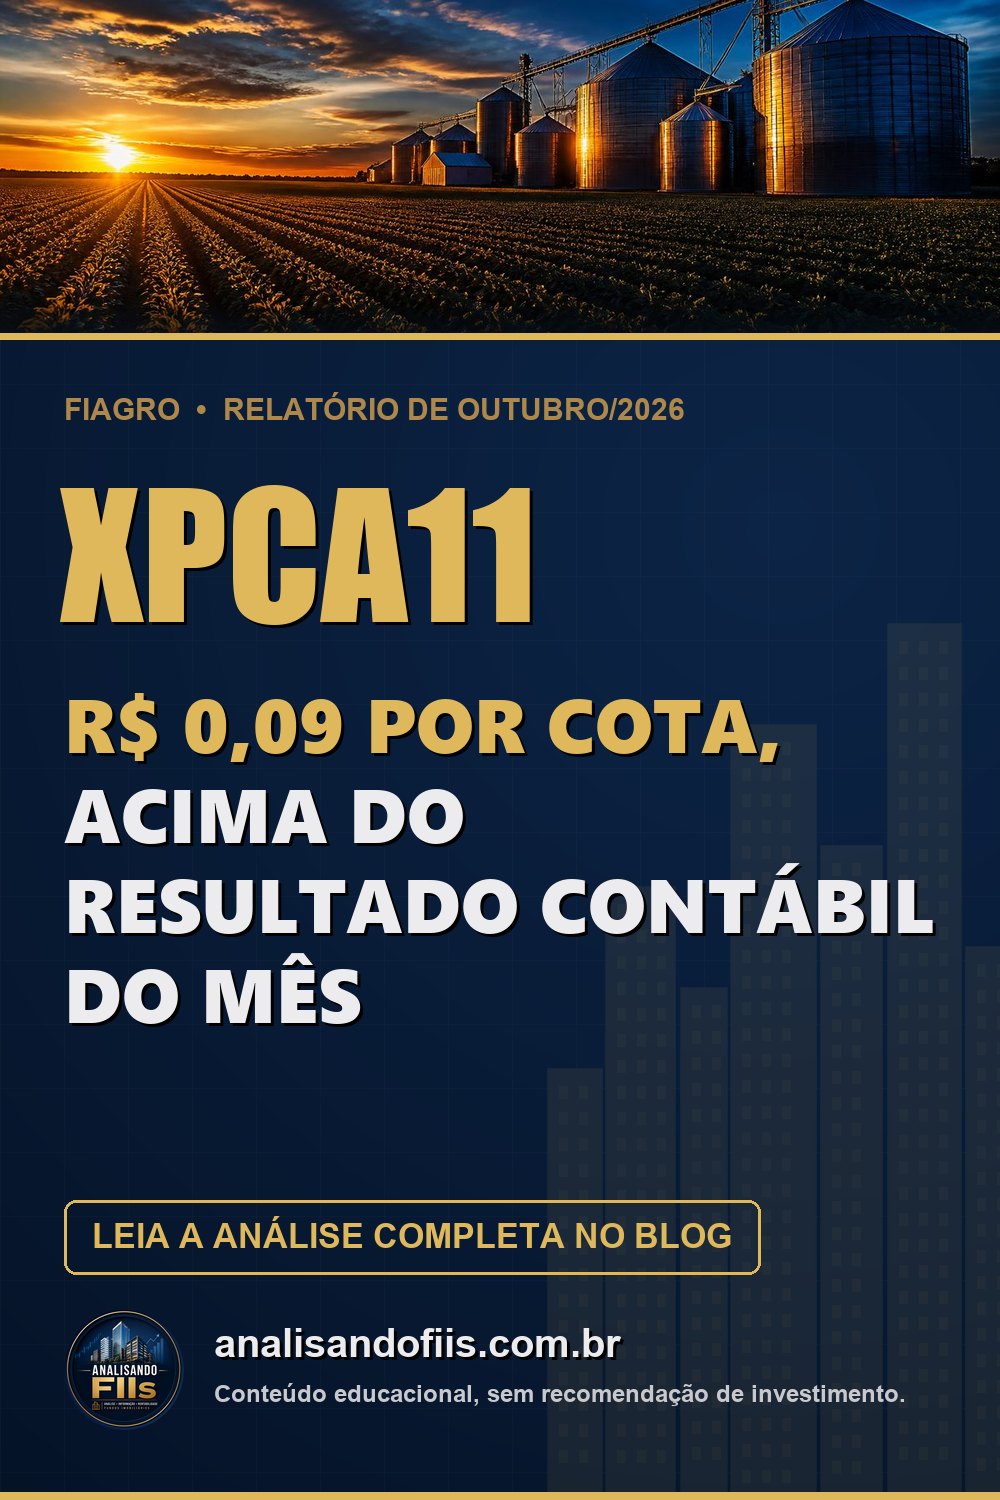 FIAGRO • RELATÓRIO DE OUTUBRO/2026
XPCA11
R$ 0,09 POR COTA,
ACIMA DO
RESULTADO CONTÁBIL
DO MÊS
LEIA A ANÁLISE COMPLETA NO BLOG
ANALISANDO
FIIs
analisandofiis.com.br
Conteúdo educacional, sem recomendação de investimento.